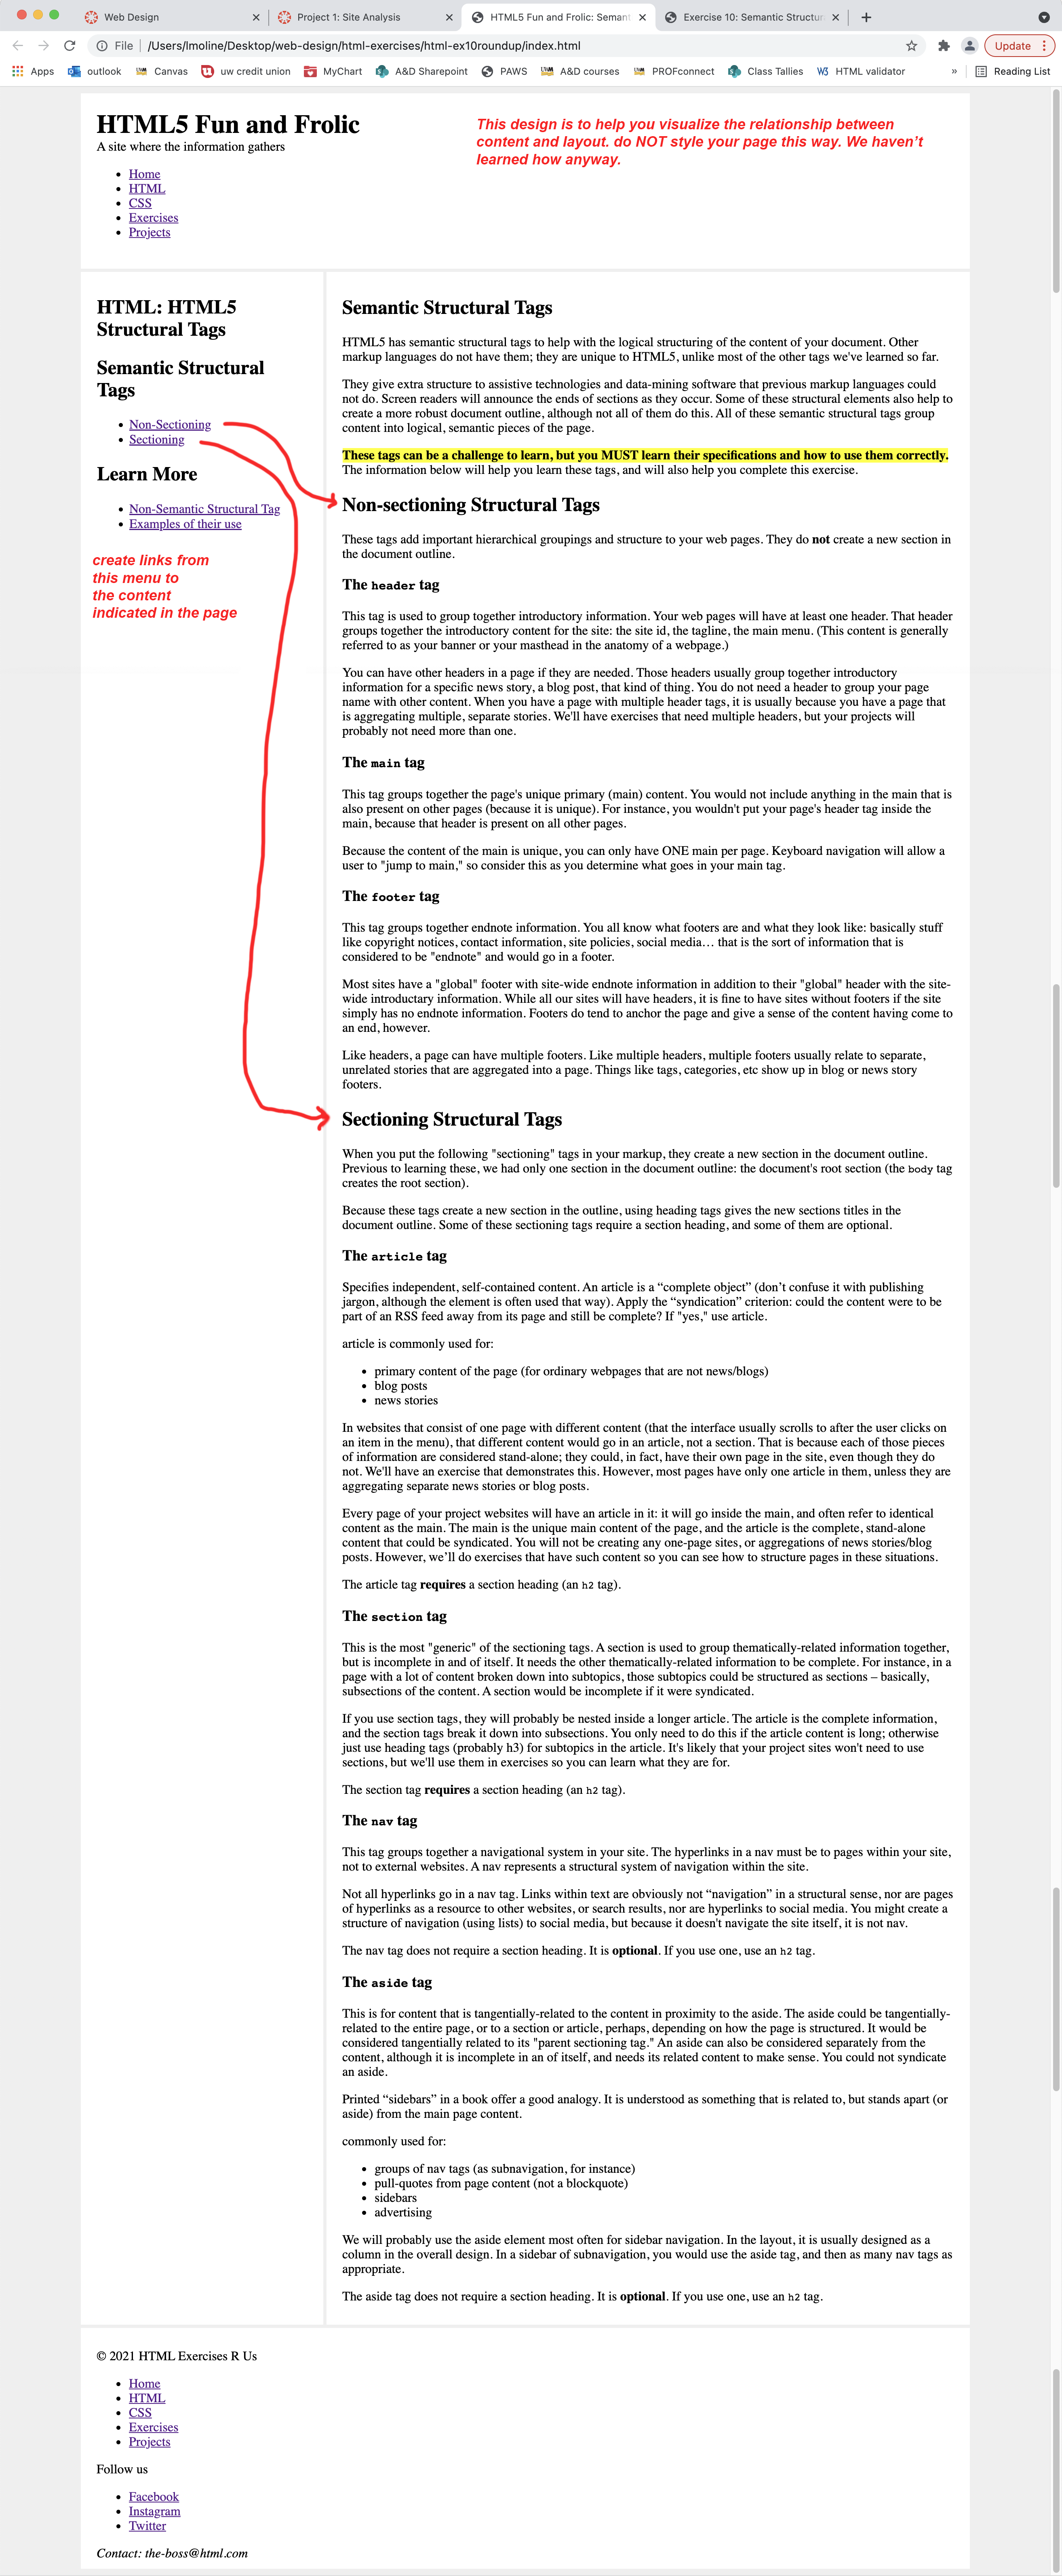 Web Design
Project 1: Site Analysis
HTML5 Fun and Frolic: Semant
Exercise 10: Semantic Structur
File
/Users/lmoline/Desktop/web-design/html-exercises/html-ex10roundup/index.html
Update
Apps
outlook
Canvas
uw credit union
MyChart
A&D Sharepoint
PAWS
A&D courses
PROFconnect
Class Tallies
HTML validator
»
Reading List
HTML5 Fun and Frolic
A site where the information gathers
• Home
• HTML
• CSS
• Exercises
• Projects
This design is to help you visualize the relationship between
content and layout. do NOT style your page this way. We haven't
learned how anyway.
HTML: HTML5
Structural Tags
Semantic Structural
Tags
• Non-Sectioning
• Sectioning
Learn More
• Non-Semantic Structural Tag
• Examples of their use
create links from
this menu to
the content
indicated in the page
Semantic Structural Tags
HTML5 has semantic structural tags to help with the logical structuring of the content of your document. Other
markup languages do not have them; they are unique to HTML5, unlike most of the other tags we've learned so far.
They give extra structure to assistive technologies and data-mining software that previous markup languages could
not do. Screen readers will announce the ends of sections as they occur. Some of these structural elements also help to
create a more robust document outline, although not all of them do this. All of these semantic structural tags group
content into logical, semantic pieces of the page.
These tags can be a challenge to learn, but you MUST learn their specifications and how to use them correctly.
The information below will help you learn these tags, and will also help you complete this exercise.
Non-sectioning Structural Tags
These tags add important hierarchical groupings and structure to your web pages. They do not create a new section in
the document outline.
The header tag
This tag is used to group together introductory information. Your web pages will have at least one header. That header
groups together the introductory content for the site: the site id, the tagline, the main menu. (This content is generally
referred to as your banner or your masthead in the anatomy of a webpage.)
You can have other headers in a page if they are needed. Those headers usually group together introductory
information for a specific news story, a blog post, that kind of thing. You do not need a header to group your page
name with other content. When you have a page with multiple header tags, it is usually because you have a page that
is aggregating multiple, separate stories. We'll have exercises that need multiple headers, but your projects will
probably not need more than one.
The main tag
This tag groups together the page's unique primary (main) content. You would not include anything in the main that is
also present on other pages (because it is unique). For instance, you wouldn't put your page's header tag inside the
main, because that header is present on all other pages.
Because the content of the main is unique, you can only have ONE main per page. Keyboard navigation will allow a
user to "jump to main," so consider this as you determine what goes in your main tag.
The footer tag
This tag groups together endnote information. You all know what footers are and what they look like: basically stuff
like copyright notices, contact information, site policies, social media… that is the sort of information that is
considered to be "endnote" and would go in a footer.
Most sites have a "global" footer with site-wide endnote information in addition to their "global" header with the site-
wide introductary information. While all our sites will have headers, it is fine to have sites without footers if the site
simply has no endnote information. Footers do tend to anchor the page and give a sense of the content having come to
an end, however.
Like headers, a page can have multiple footers. Like multiple headers, multiple footers usually relate to separate,
unrelated stories that are aggregated into a page. Things like tags, categories, etc show up in blog or news story
footers.
Sectioning Structural Tags
When you put the following "sectioning" tags in your markup, they create a new section in the document outline.
Previous to learning these, we had only one section in the document outline: the document's root section (the body tag
creates the root section).
Because these tags create a new section in the outline, using heading tags gives the new sections titles in the
document outline. Some of these sectioning tags require a section heading, and some of them are optional.
The article tag
Specifies independent, self-contained content. An article is a “complete object” (don’t confuse it with publishing
jargon, although the element is often used that way). Apply the “syndication” criterion: could the content were to be
part of an RSS feed away from its page and still be complete? If "yes," use article.
article is commonly used for:
• primary content of the page (for ordinary webpages that are not news/blogs)
• blog posts
• news stories
In websites that consist of one page with different content (that the interface usually scrolls to after the user clicks on
an item in the menu), that different content would go in an article, not a section. That is because each of those pieces
of information are considered stand-alone; they could, in fact, have their own page in the site, even though they do
not. We'll have an exercise that demonstrates this. However, most pages have only one article in them, unless they are
aggregating separate news stories or blog posts.
Every page of your project websites will have an article in it: it will go inside the main, and often refer to identical
content as the main. The main is the unique main content of the page, and the article is the complete, stand-alone
content that could be syndicated. You will not be creating any one-page sites, or aggregations of news stories/blog
posts. However, we’ll do exercises that have such content so you can see how to structure pages in these situations.
The article tag requires a section heading (an h2 tag).
The section tag
This is the most "generic" of the sectioning tags. A section is used to group thematically-related information together,
but is incomplete in and of itself. It needs the other thematically-related information to be complete. For instance, in a
page with a lot of content broken down into subtopics, those subtopics could be structured as sections – basically,
subsections of the content. A section would be incomplete if it were syndicated.
If you use section tags, they will probably be nested inside a longer article. The article is the complete information,
and the section tags break it down into subsections. You only need to do this if the article content is long; otherwise
just use heading tags (probably h3) for subtopics in the article. It's likely that your project sites won't need to use
sections, but we'll use them in exercises so you can learn what they are for.
The section tag requires a section heading (an h2 tag).
The nav tag
This tag groups together a navigational system in your site. The hyperlinks in a nav must be to pages within your site,
not to external websites. A nav represents a structural system of navigation within the site.
Not all hyperlinks go in a nav tag. Links within text are obviously not “navigation” in a structural sense, nor are pages
of hyperlinks as a resource to other websites, or search results, nor are hyperlinks to social media. You might create a
structure of navigation (using lists) to social media, but because it doesn't navigate the site itself, it is not nav.
The nav tag does not require a section heading. It is optional. If you use one, use an h2 tag.
The aside tag
This is for content that is tangentially-related to the content in proximity to the aside. The aside could be tangentially-
related to the entire page, or to a section or article, perhaps, depending on how the page is structured. It would be
considered tangentially related to its "parent sectioning tag." An aside can also be considered separately from the
content, although it is incomplete in an of itself, and needs its related content to make sense. You could not syndicate
an aside.
Printed “sidebars” in a book offer a good analogy. It is understood as something that is related to, but stands apart (or
aside) from the main page content.
commonly used for:
• groups of nav tags (as subnavigation, for instance)
• pull-quotes from page content (not a blockquote)
• sidebars
• advertising
We will probably use the aside element most often for sidebar navigation. In the layout, it is usually designed as a
column in the overall design. In a sidebar of subnavigation, you would use the aside tag, and then as many nav tags as
appropriate.
The aside tag does not require a section heading. It is optional. If you use one, use an h2 tag.
© 2021 HTML Exercises R Us
• Home
• HTML
• CSS
• Exercises
• Projects
Follow us
• Facebook
• Instagram
• Twitter
Contact: the-boss@html.com